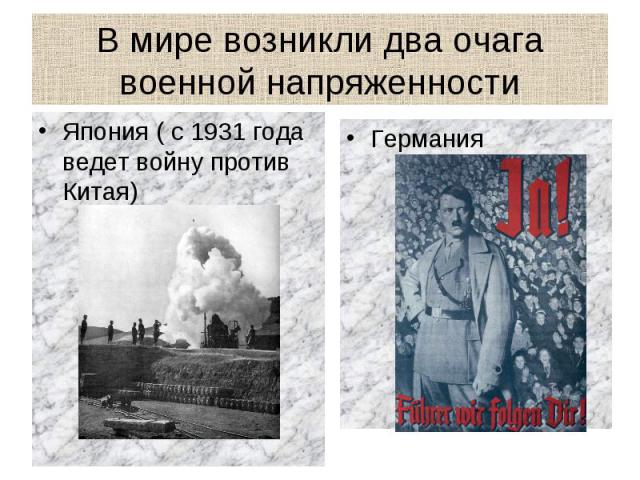 В мире возникли два очага
военной напряженности
• Япония ( с 1931 года
ведет войну против
Китая)
• Германия
Ja!
Führer wir folgen Dir!